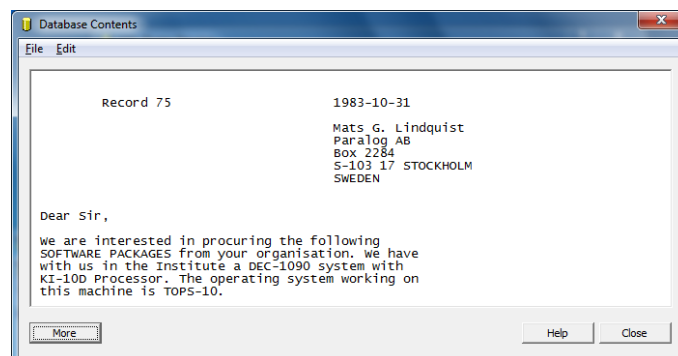 Database Contents
File Edit
Record 75 1983-10-31
Mats G. Lindquist
Paralog AB
Box 2284
S-103 17 STOCKHOLM
SWEDEN
Dear Sir,
We are interested in procuring the following
SOFTWARE PACKAGES from your organisation. We have
with us in the Institute a DEC-1090 system with
KI-10D Processor. The operating system working on
this machine is TOPS-10.
More Help Close